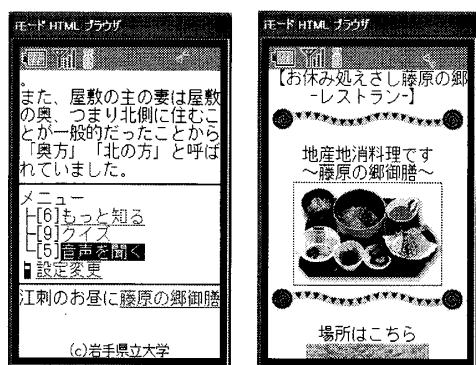 iモード HTML ブラウザ
。
また、屋敷の主の妻は屋敷
の奥、つまり北側に住むこ
とが一般的だったことから
「奥方」「北の方」と呼ば
れていました。
メニュー
├[6]もっと知る
├[9]クイズ
└[5]音声を聞く
設定変更
江刺のお昼に藤原の郷御膳
(c)岩手県立大学
iモード HTML ブラウザ
【お休み処えさし藤原の郷
-レストラン-】
地産地消料理です
～藤原の郷御膳～
場所はこちら